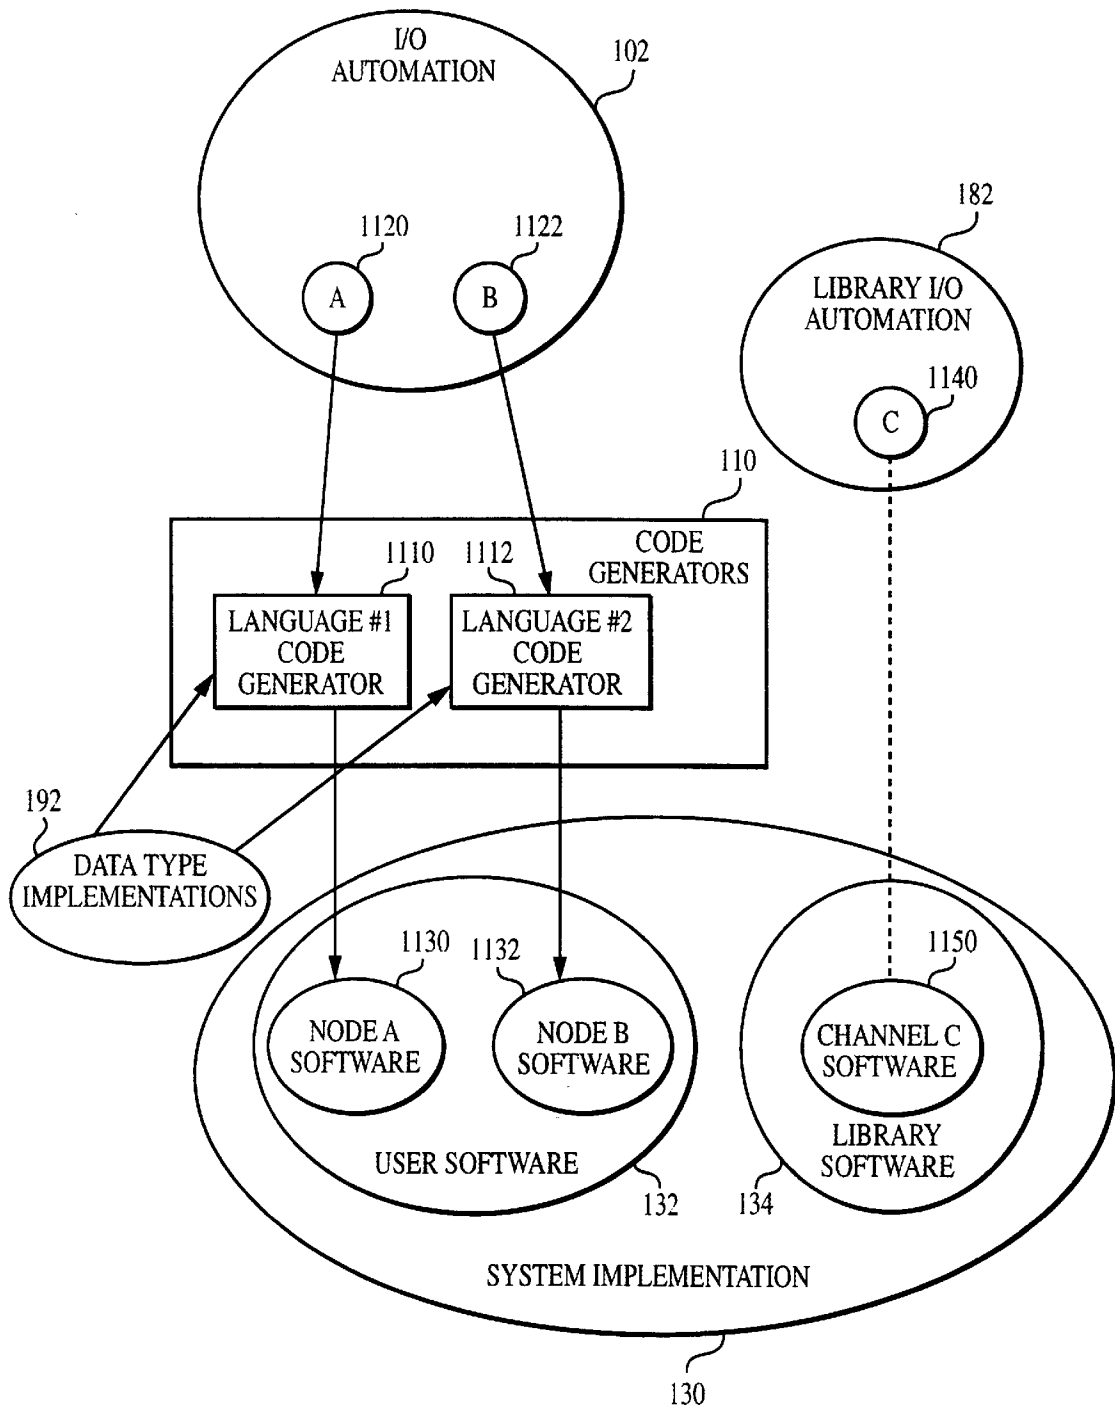 I/O
AUTOMATION
102
1120
1122
A
B
182
LIBRARY I/O
AUTOMATION
1140
C
110
CODE
GENERATORS
1110
1112
LANGUAGE #1
CODE
GENERATOR
LANGUAGE #2
CODE
GENERATOR
192
DATA TYPE
IMPLEMENTATIONS
1130
1132
1150
NODE A
SOFTWARE
NODE B
SOFTWARE
CHANNEL C
SOFTWARE
USER SOFTWARE
LIBRARY
SOFTWARE
132
134
SYSTEM IMPLEMENTATION
130